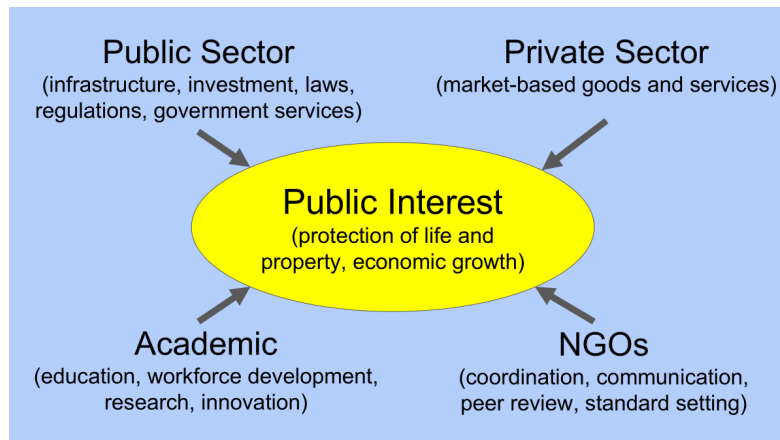 Public Sector
(infrastructure, investment, laws,
regulations, government services)
Private Sector
(market-based goods and services)
Public Interest
(protection of life and
property, economic growth)
Academic
(education, workforce development,
research, innovation)
NGOs
(coordination, communication,
peer review, standard setting)